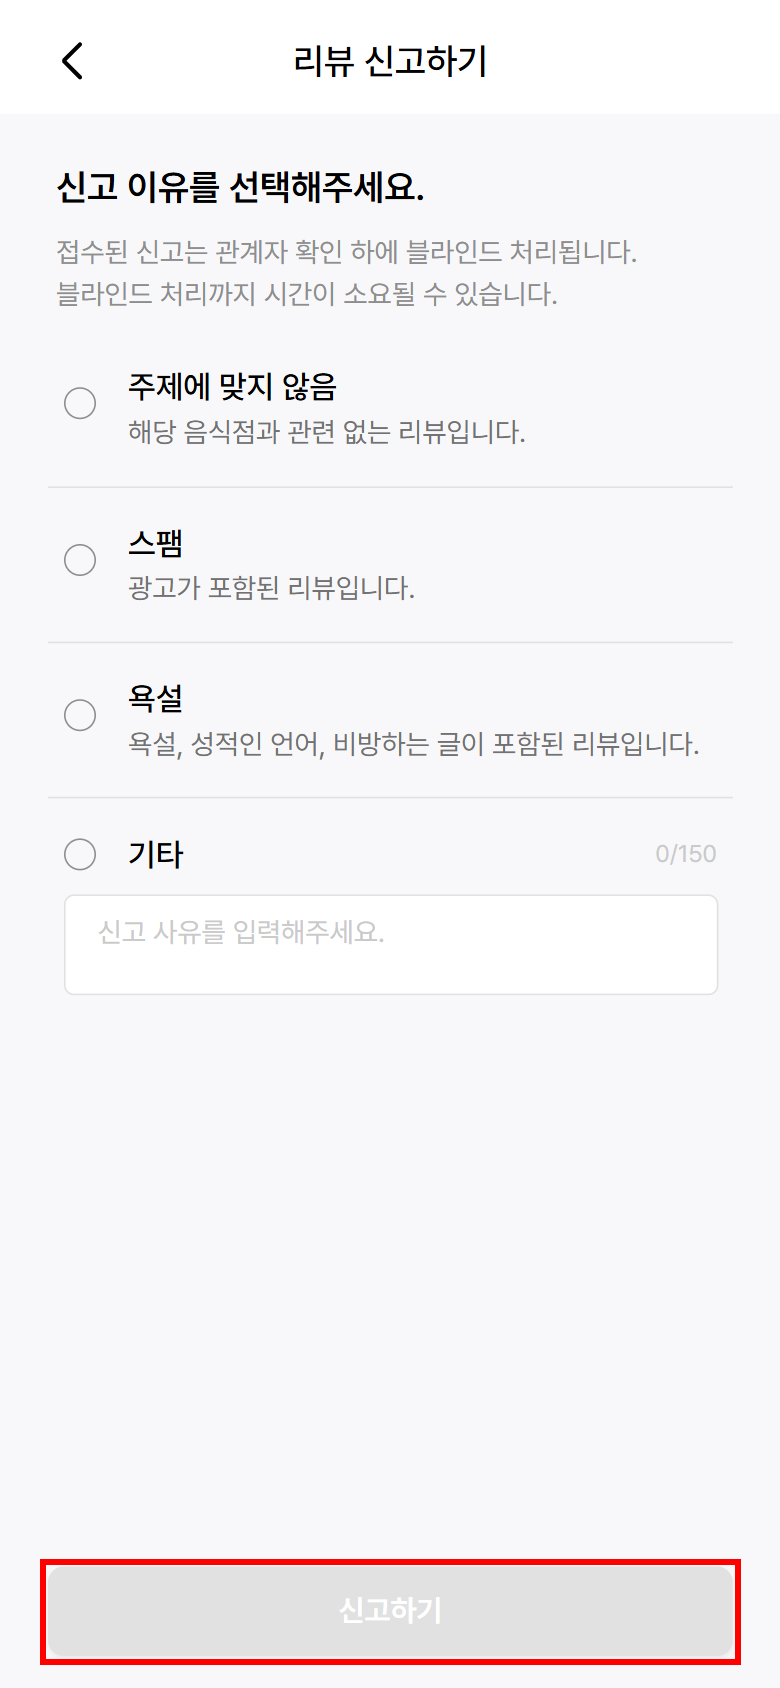 리뷰 신고하기
신고 이유를 선택해주세요.
접수된 신고는 관계자 확인 하에 블라인드 처리됩니다.
블라인드 처리까지 시간이 소요될 수 있습니다.
주제에 맞지 않음
해당 음식점과 관련 없는 리뷰입니다.
스팸
광고가 포함된 리뷰입니다.
욕설
욕설, 성적인 언어, 비방하는 글이 포함된 리뷰입니다.
기타 0/150
신고 사유를 입력해주세요.
신고하기